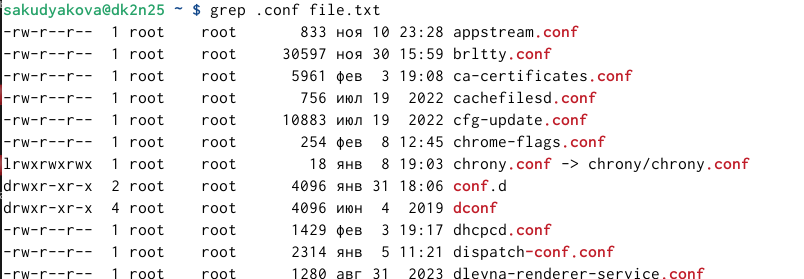 sakudyakova@dk2n25 ~ $ grep .conf file.txt
-rw-r--r--  1 root    root       833 ноя 10 23:28 appstream.conf
-rw-r--r--  1 root    root     30597 ноя 30 15:59 brltty.conf
-rw-r--r--  1 root    root      5961 фев  3 19:08 ca-certificates.conf
-rw-r--r--  1 root    root       756 июл 19  2022 cachefilesd.conf
-rw-r--r--  1 root    root     10883 июл 19  2022 cfg-update.conf
-rw-r--r--  1 root    root       254 фев  8 12:45 chrome-flags.conf
lrwxrwxrwx  1 root    root        18 янв  8 19:03 chrony.conf -> chrony/chrony.conf
drwxr-xr-x  2 root    root      4096 янв 31 18:06 conf.d
drwxr-xr-x  4 root    root      4096 июн  4  2019 dconf
-rw-r--r--  1 root    root      1429 фев  3 19:17 dhcpcd.conf
-rw-r--r--  1 root    root      2314 янв  5 11:21 dispatch-conf.conf
-rw-r--r--  1 root    root      1280 авг 31  2023 dleyna-renderer-service.conf